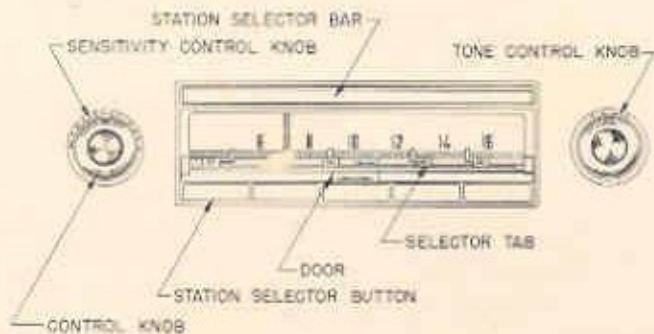 STATION SELECTOR BAR
SENSITIVITY CONTROL KNOB
TONE CONTROL KNOB
6 8 10 12 14 16
SELECTOR TAB
DOOR
STATION SELECTOR BUTTON
CONTROL KNOB